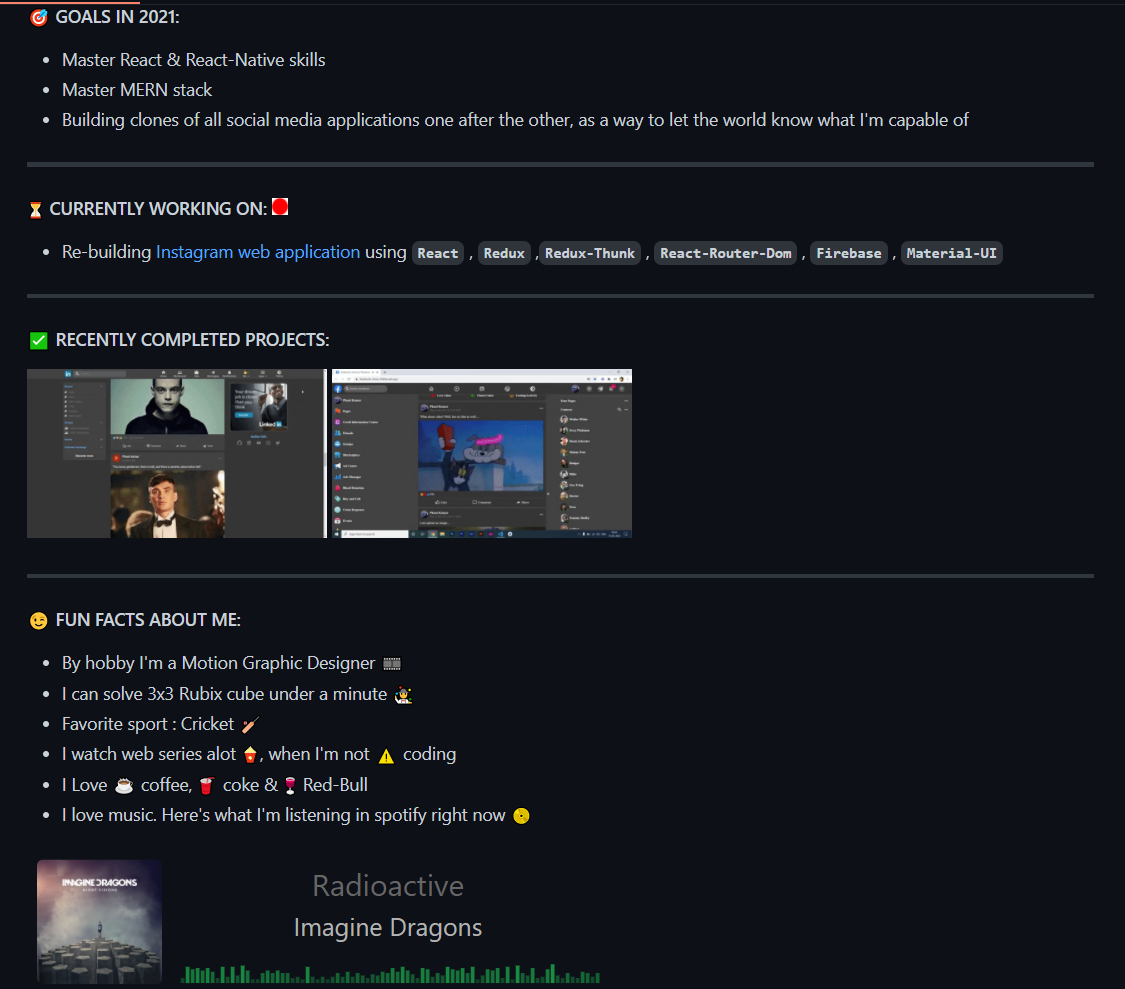 GOALS IN 2021:
Master React & React-Native skills
Master MERN stack
Building clones of all social media applications one after the other, as a way to let the world know what I'm capable of
CURRENTLY WORKING ON:
Re-building Instagram web application using React , Redux , Redux-Thunk , React-Router-Dom , Firebase , Material-UI
RECENTLY COMPLETED PROJECTS:
Linked in
FUN FACTS ABOUT ME:
By hobby I'm a Motion Graphic Designer
I can solve 3x3 Rubix cube under a minute
Favorite sport : Cricket
I watch web series alot , when I'm not coding
I Love coffee, coke & Red-Bull
I love music. Here's what I'm listening in spotify right now
IMAGINE DRAGONS
NIGHT VISIONS
Radioactive
Imagine Dragons